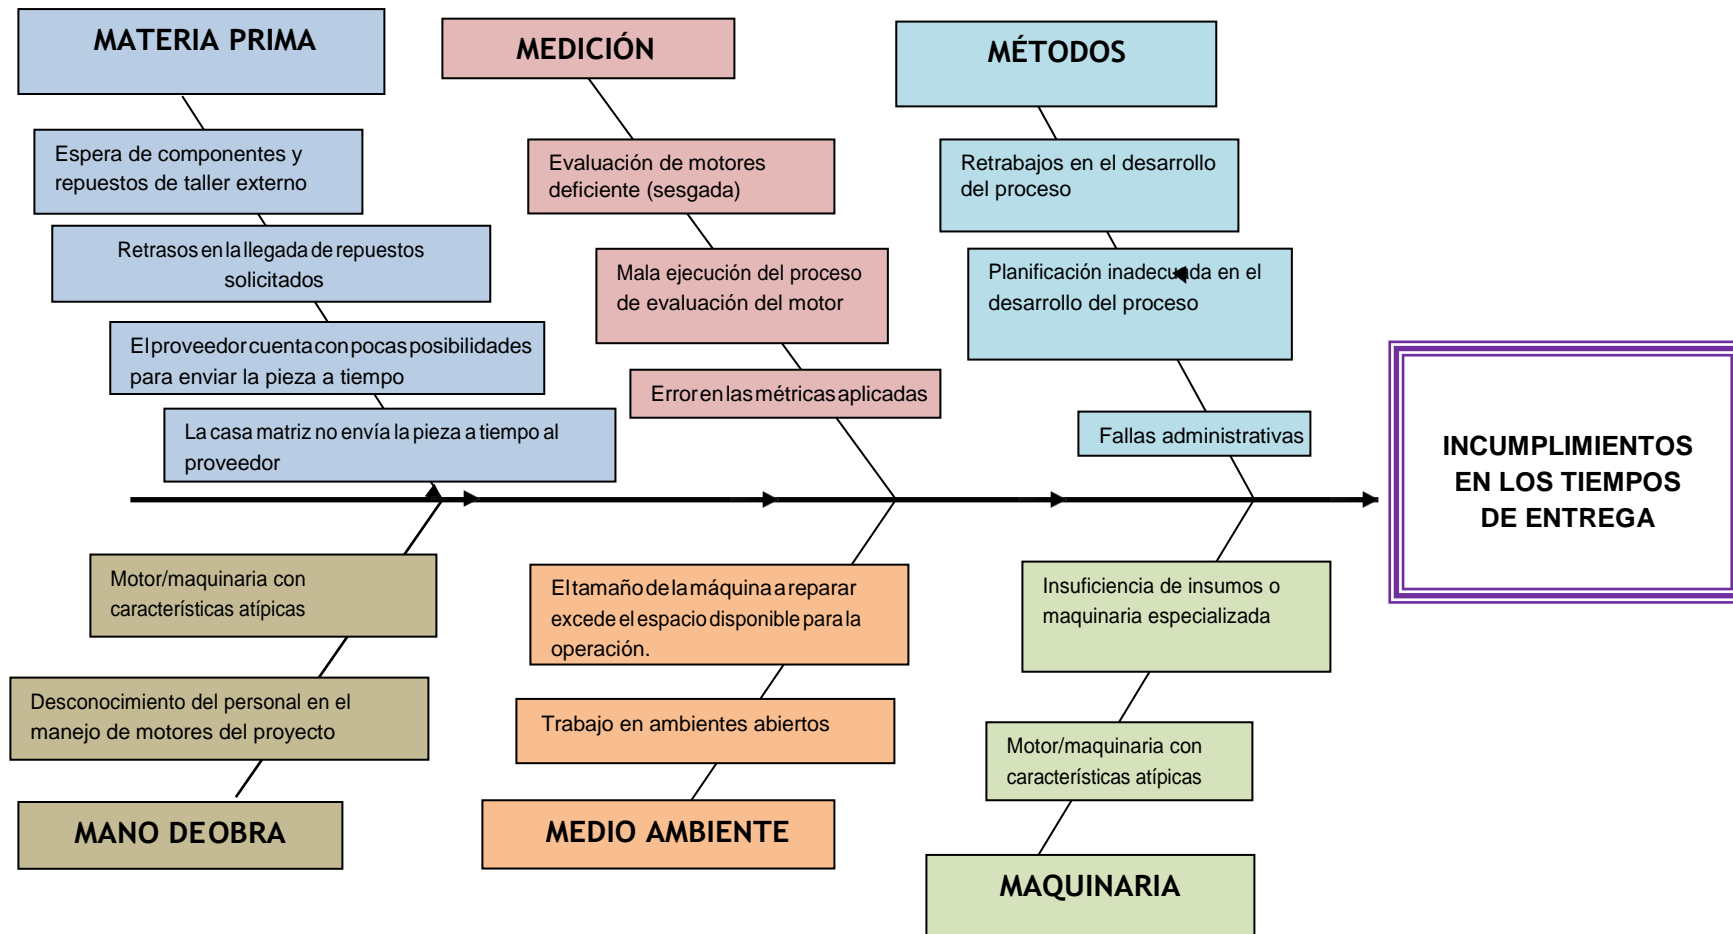 MATERIA PRIMA
Espera de componentes y
repuestos de taller externo
Retrasos en la llegada de repuestos
solicitados
El proveedor cuenta con pocas posibilidades
para enviar la pieza a tiempo
La casa matriz no envía la pieza a tiempo al
proveedor
MEDICIÓN
Evaluación de motores
deficiente (sesgada)
Mala ejecución del proceso
de evaluación del motor
Error en las métricas aplicadas
MÉTODOS
Retrabajos en el desarrollo
del proceso
Planificación inadecuada en el
desarrollo del proceso
Fallas administrativas
INCUMPLIMIENTOS
EN LOS TIEMPOS
DE ENTREGA
Motor/maquinaria con
características atípicas
Desconocimiento del personal en el
manejo de motores del proyecto
MANO DE OBRA
El tamaño de la máquina a reparar
excede el espacio disponible para la
operación.
Trabajo en ambientes abiertos
MEDIO AMBIENTE
Insuficiencia de insumos o
maquinaria especializada
Motor/maquinaria con
características atípicas
MAQUINARIA